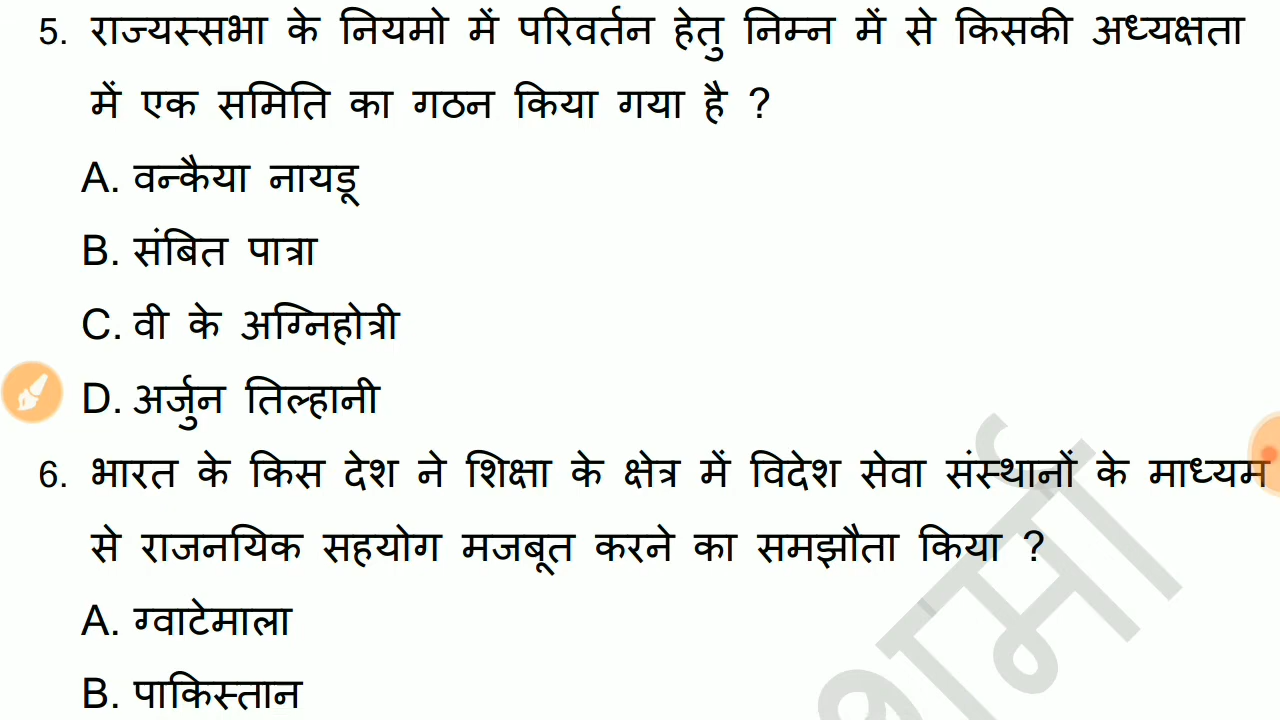 5. राज्यस्सभा के नियमो में परिवर्तन हेतु निम्न में से किसकी अध्यक्षता
में एक समिति का गठन किया गया है ?
A. वन्कैया नायडू
B. संबित पात्रा
C. वी के अग्निहोत्री
D. अर्जुन तिल्हानी
6. भारत के किस देश ने शिक्षा के क्षेत्र में विदेश सेवा संस्थानों के माध्यम
से राजनयिक सहयोग मजबूत करने का समझौता किया ?
A. ग्वाटेमाला
B. पाकिस्तान
शर्मा